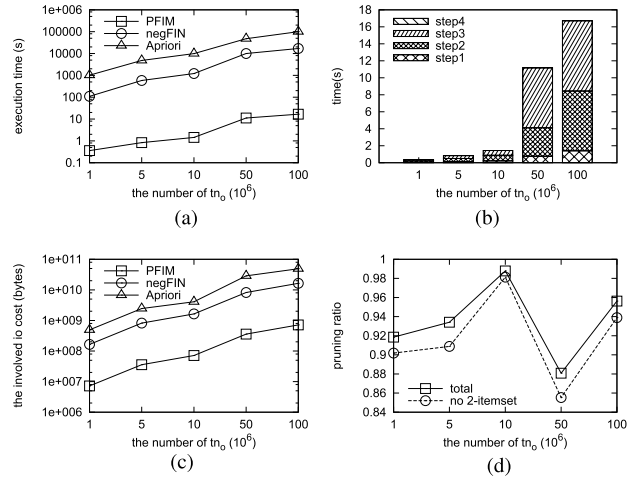 100000
10000
1000
100
10
1
0.1
execution time (s)
PFIM
negFIN
Apriori
1 5 10 50 100
the number of tn_o (10^6)
(a)
18
16
14
12
10
8
6
4
2
0
time(s)
step4
step3
step2
step1
1 5 10 50 100
the number of tn_o (10^6)
(b)
1e+011
1e+010
1e+009
1e+008
1e+007
1e+006
the involved io cost (bytes)
PFIM
negFIN
Apriori
1 5 10 50 100
the number of tn_o (10^6)
(c)
1
0.98
0.96
0.94
0.92
0.9
0.88
0.86
0.84
pruning ratio
total
no 2-itemset
1 5 10 50 100
the number of tn_o (10^6)
(d)